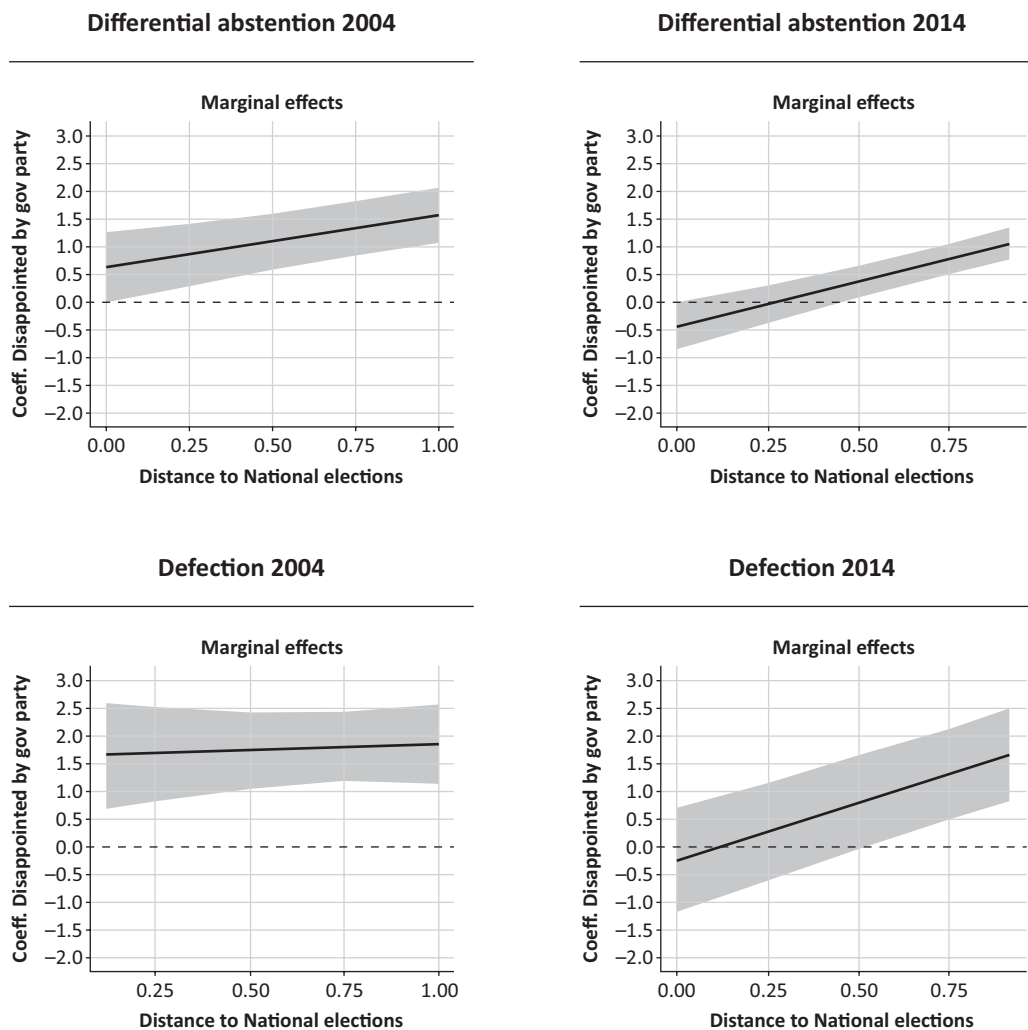 Differential abstention 2004
Marginal effects
Coeff. Disappointed by gov party
3.0
2.5
2.0
1.5
1.0
0.5
0.0
–0.5
–1.0
–1.5
–2.0
0.00 0.25 0.50 0.75 1.00
Distance to National elections
Differential abstention 2014
Marginal effects
Coeff. Disappointed by gov party
3.0
2.5
2.0
1.5
1.0
0.5
0.0
–0.5
–1.0
–1.5
–2.0
0.00 0.25 0.50 0.75
Distance to National elections
Defection 2004
Marginal effects
Coeff. Disappointed by gov party
3.0
2.5
2.0
1.5
1.0
0.5
0.0
–0.5
–1.0
–1.5
–2.0
0.25 0.50 0.75 1.00
Distance to National elections
Defection 2014
Marginal effects
Coeff. Disappointed by gov party
3.0
2.5
2.0
1.5
1.0
0.5
0.0
–0.5
–1.0
–1.5
–2.0
0.00 0.25 0.50 0.75
Distance to National elections